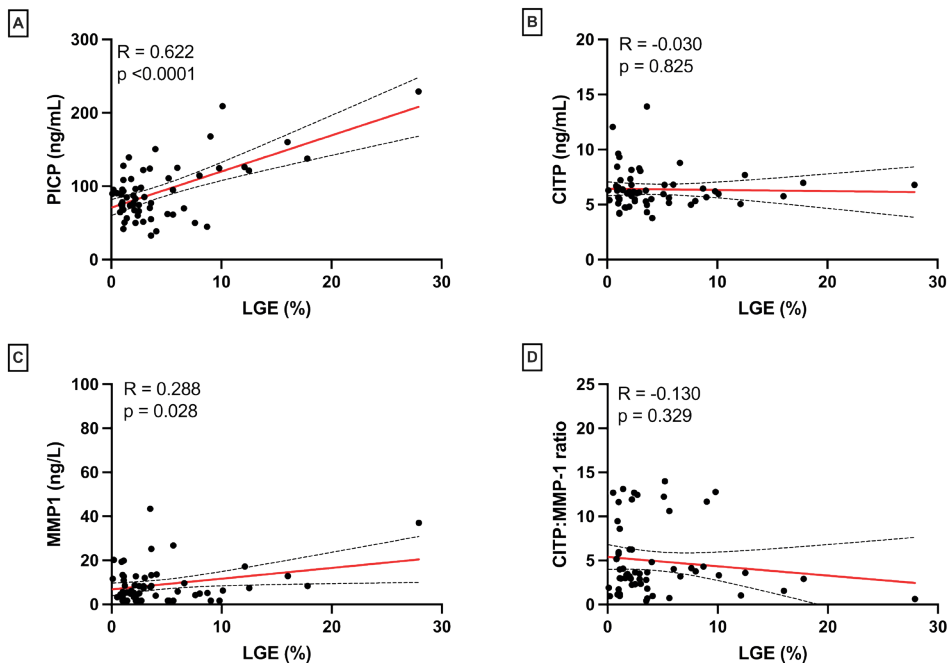 A
R = 0.622
p <0.0001
PICP (ng/mL)
300
200
100
0
0 10 20 30
LGE (%)
B
R = -0.030
p = 0.825
CITP (ng/mL)
20
15
10
5
0
0 10 20 30
LGE (%)
C
R = 0.288
p = 0.028
MMP1 (ng/L)
100
80
60
40
20
0
0 10 20 30
LGE (%)
D
R = -0.130
p = 0.329
CITP:MMP-1 ratio
25
20
15
10
5
0
0 10 20 30
LGE (%)